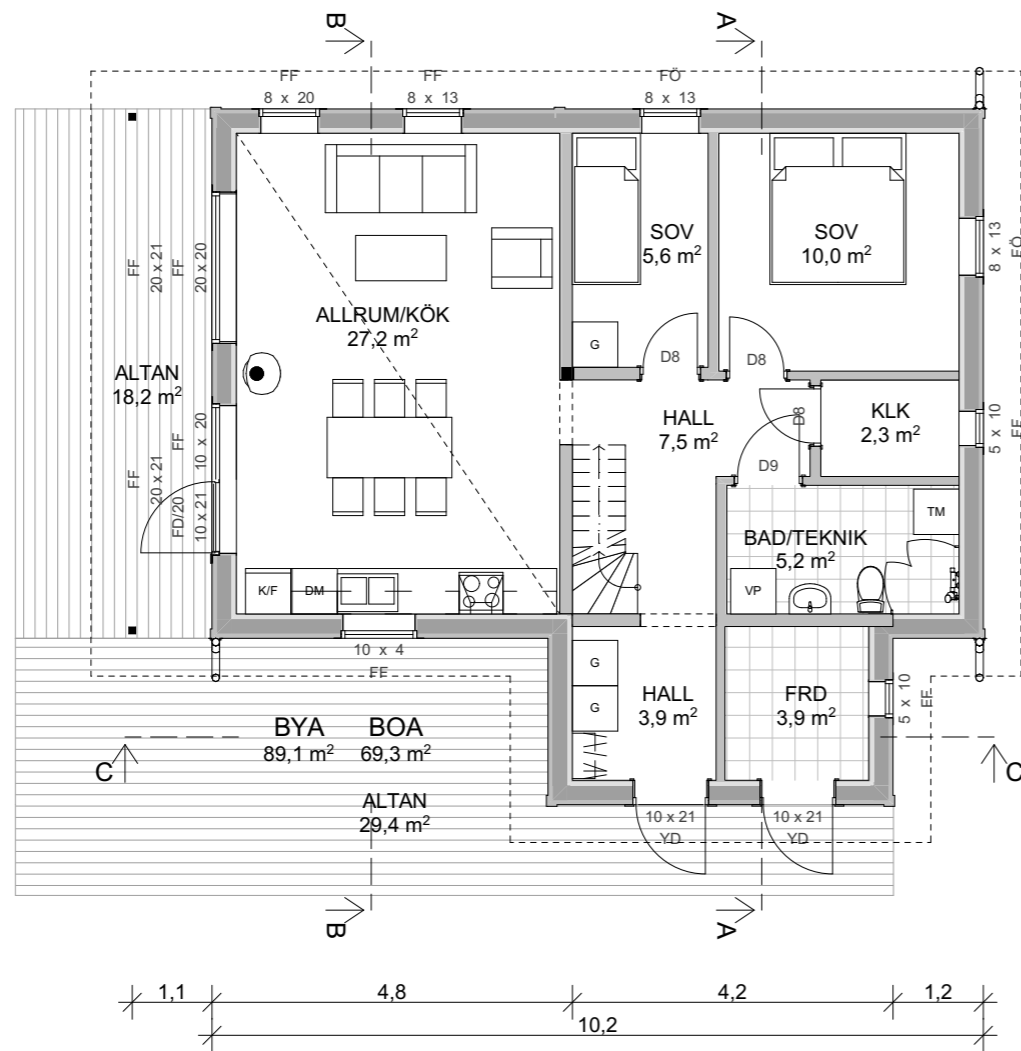 B
A
FF
FF
FÖ
8 x 20
8 x 13
8 x 13
SOV
5,6 m²
SOV
10,0 m²
8 x 13
FÖ
FF
20 x 21
FF
20 x 20
ALLRUM/KÖK
27,2 m²
G
D8
D8
ALTAN
18,2 m²
HALL
7,5 m²
D8
KLK
2,3 m²
5 x 10
FF
FF
20 x 21
FF
10 x 20
FD/20
10 x 21
D9
BAD/TEKNIK
5,2 m²
TM
VP
K/F
DM
10 x 4
FF
G
G
HALL
3,9 m²
FRD
3,9 m²
5 x 10
FF
BYA
89,1 m²
BOA
69,3 m²
C
C
ALTAN
29,4 m²
10 x 21
YD
10 x 21
YD
B
A
1,1
4,8
4,2
1,2
10,2